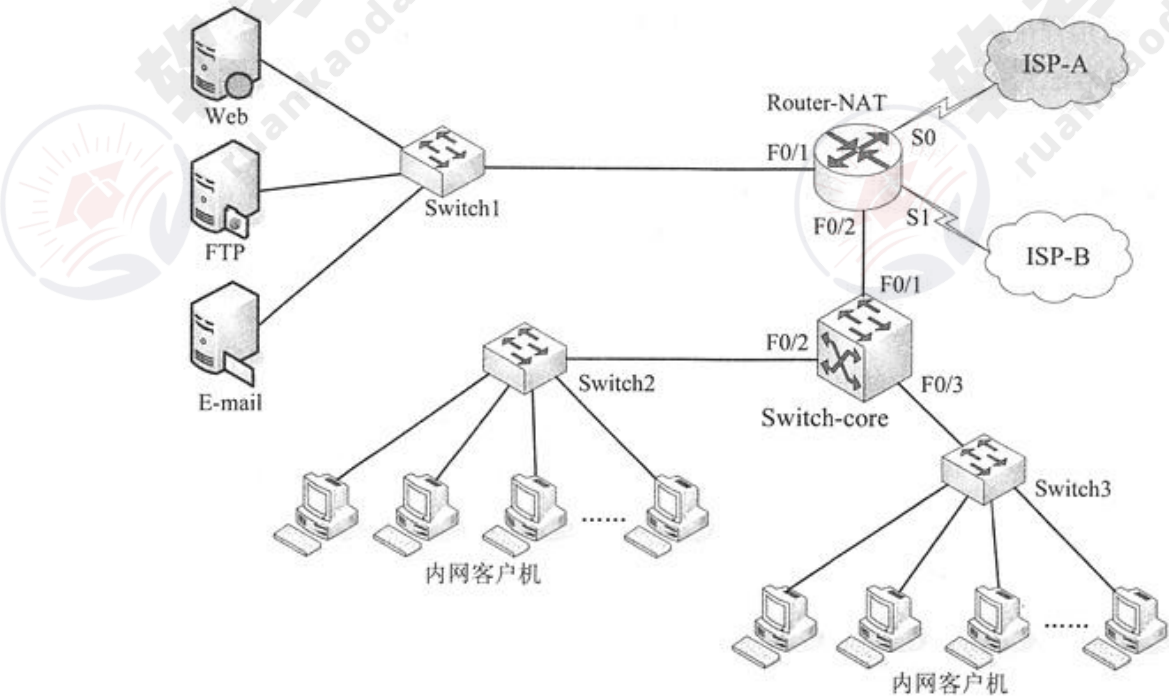 ISP-A
Router-NAT
S0
Web
F0/1
Switch1
S1
F0/2
FTP
ISP-B
F0/1
F0/2
Switch2
F0/3
E-mail
Switch-core
Switch3
……
内网客户机
……
内网客户机